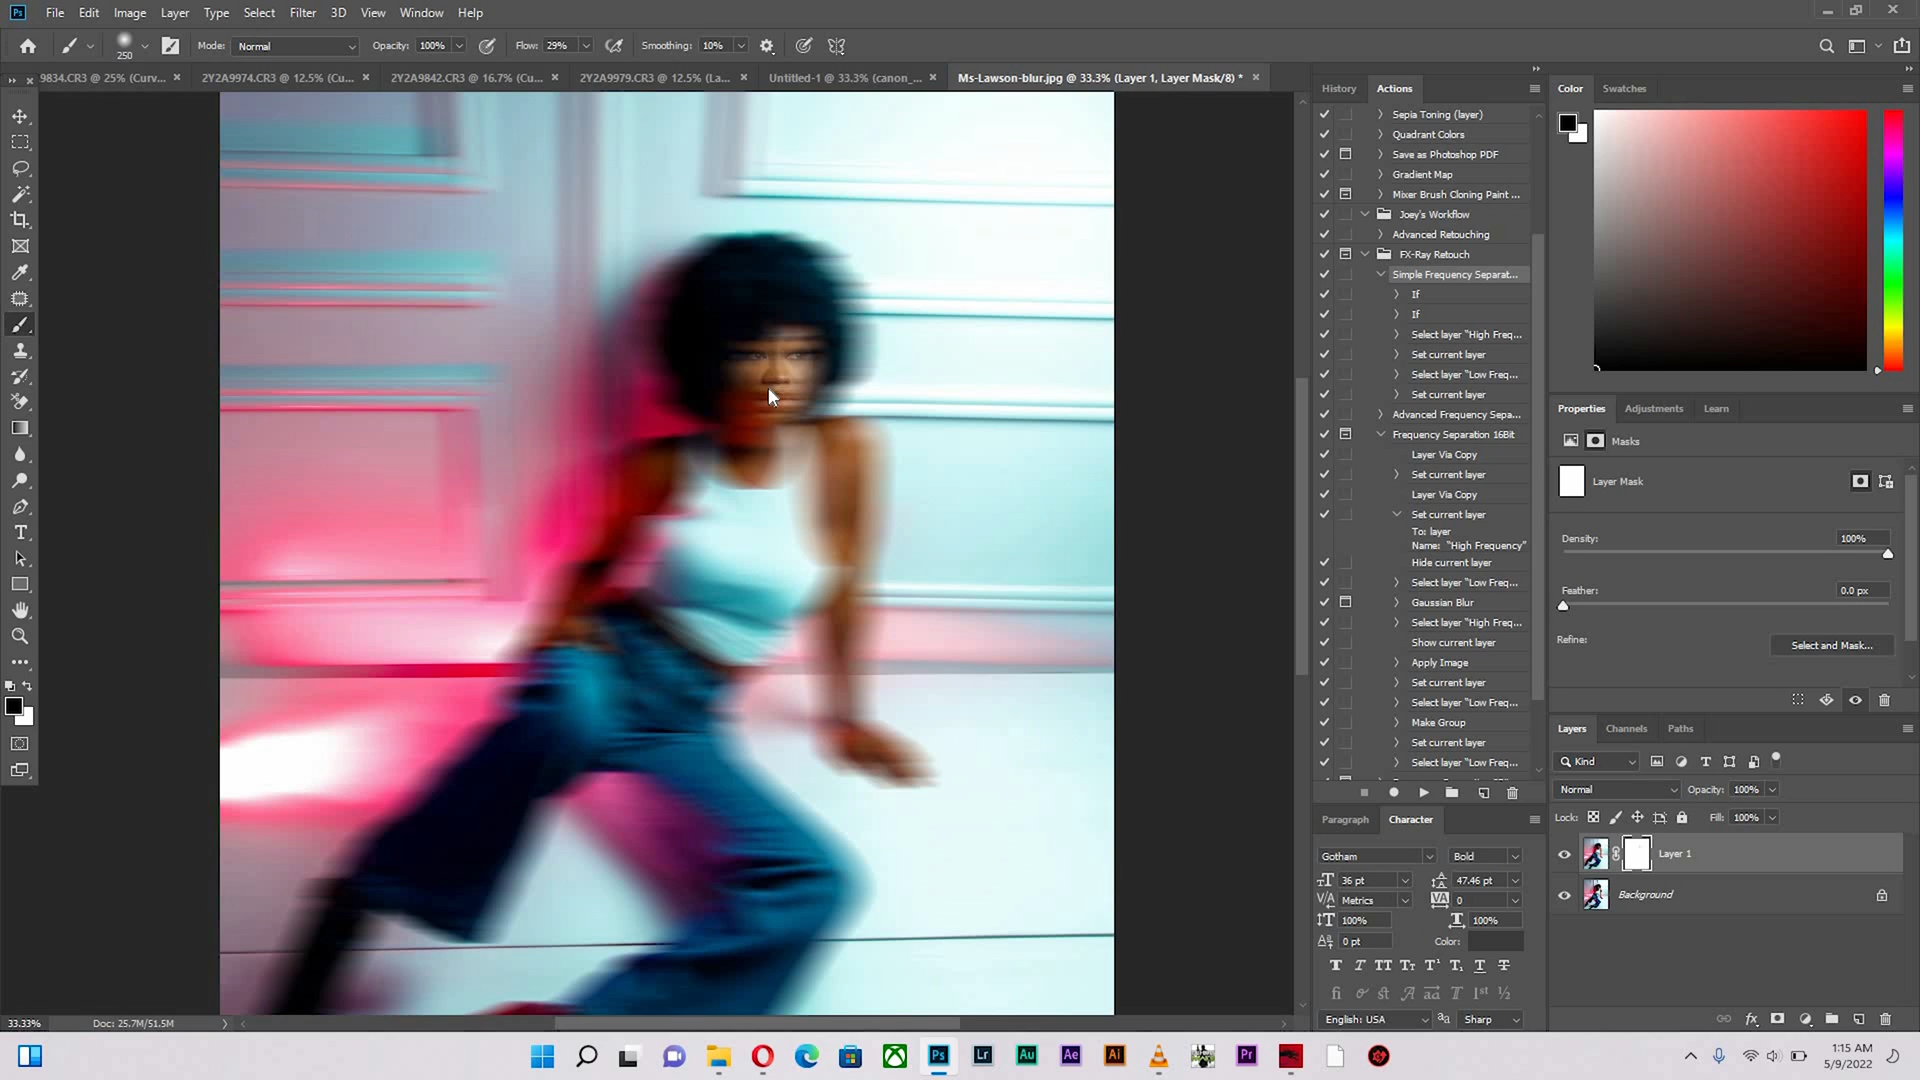 Ps File Edit Image Layer Type Select Filter 3D View Window Help
250 Mode: Normal Opacity: 100% Flow: 29% Smoothing: 10%
9834.CR3 @ 25% (Curv... 2Y2A9974.CR3 @ 12.5% (Cu... 2Y2A9842.CR3 @ 16.7% (Cu... 2Y2A9979.CR3 @ 12.5% (La... Untitled-1 @ 33.3% (canon_... Ms-Lawson-blur.jpg @ 33.3% (Layer 1, Layer Mask/8) *
History Actions
Sepia Toning (layer)
Quadrant Colors
Save as Photoshop PDF
Gradient Map
Mixer Brush Cloning Paint ...
Joey's Workflow
Advanced Retouching
FX-Ray Retouch
Simple Frequency Separat...
If
If
Select layer "High Freq...
Set current layer
Select layer "Low Freq...
Set current layer
Advanced Frequency Sepa...
Frequency Separation 16Bit
Layer Via Copy
Set current layer
Layer Via Copy
Set current layer
To: layer
Name: "High Frequency"
Hide current layer
Select layer "Low Freq...
Gaussian Blur
Select layer "High Freq...
Show current layer
Apply Image
Set current layer
Select layer "Low Freq...
Make Group
Set current layer
Select layer "Low Freq...
Paragraph Character
Gotham Bold
36 pt 47.46 pt
Metrics 0
100% 100%
0 pt Color:
English: USA Sharp
Color Swatches
Properties Adjustments Learn
Masks
Layer Mask
Density: 100%
Feather: 0.0 px
Refine: Select and Mask...
Layers Channels Paths
Kind
Normal Opacity: 100%
Lock: Fill: 100%
Layer 1
Background
33.33% Doc: 25.7M/51.5M
Ps Lr Au Ae Ai Pr
1:15 AM
5/9/2022